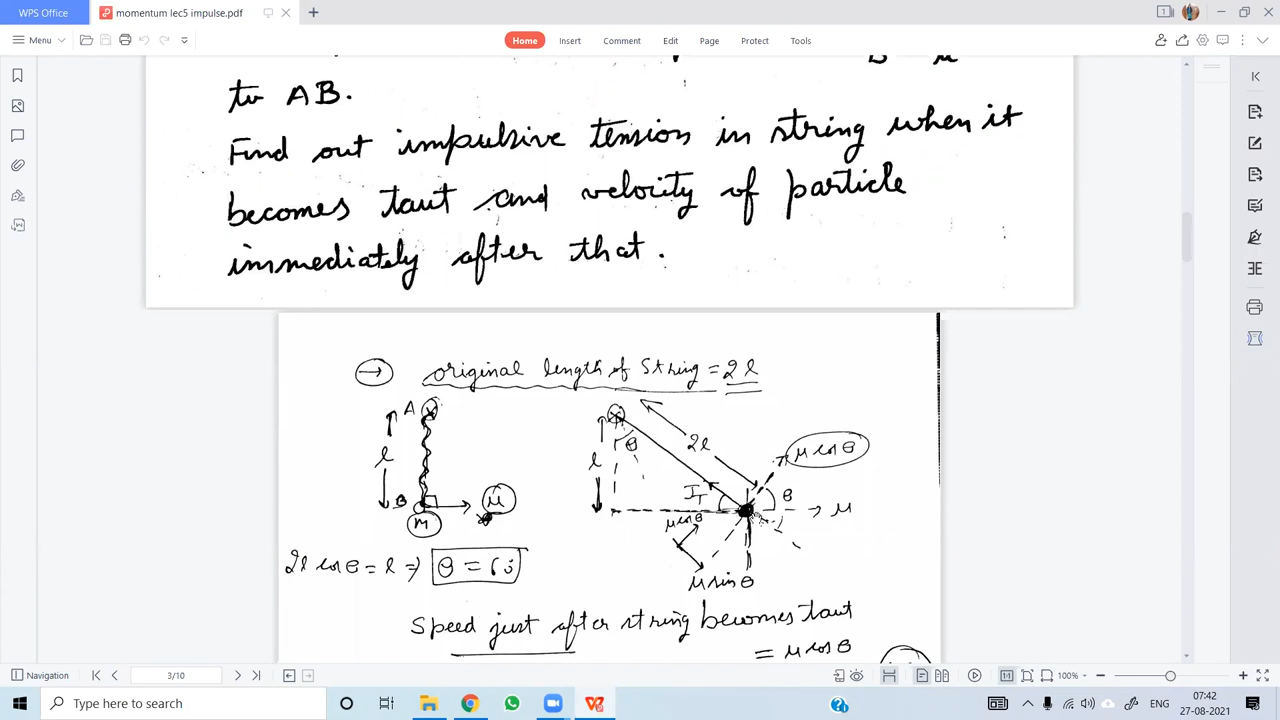 WPS Office
momentum lec5 impulse.pdf
Menu
Home Insert Comment Edit Page Protect Tools
to AB.
Find out impulsive tension in string when it
becomes taut and velocity of particle
immediately after that.
original length of String = 2l
A
l
B
m
u
θ
l
2l
u cos θ
I_T
θ
u
u cos θ
u sin θ
2l cos θ = l ⇒ θ = 60
Speed just after string becomes taut
= u cos θ
Navigation
3/10
100%
Type here to search
07:42
ENG
27-08-2021